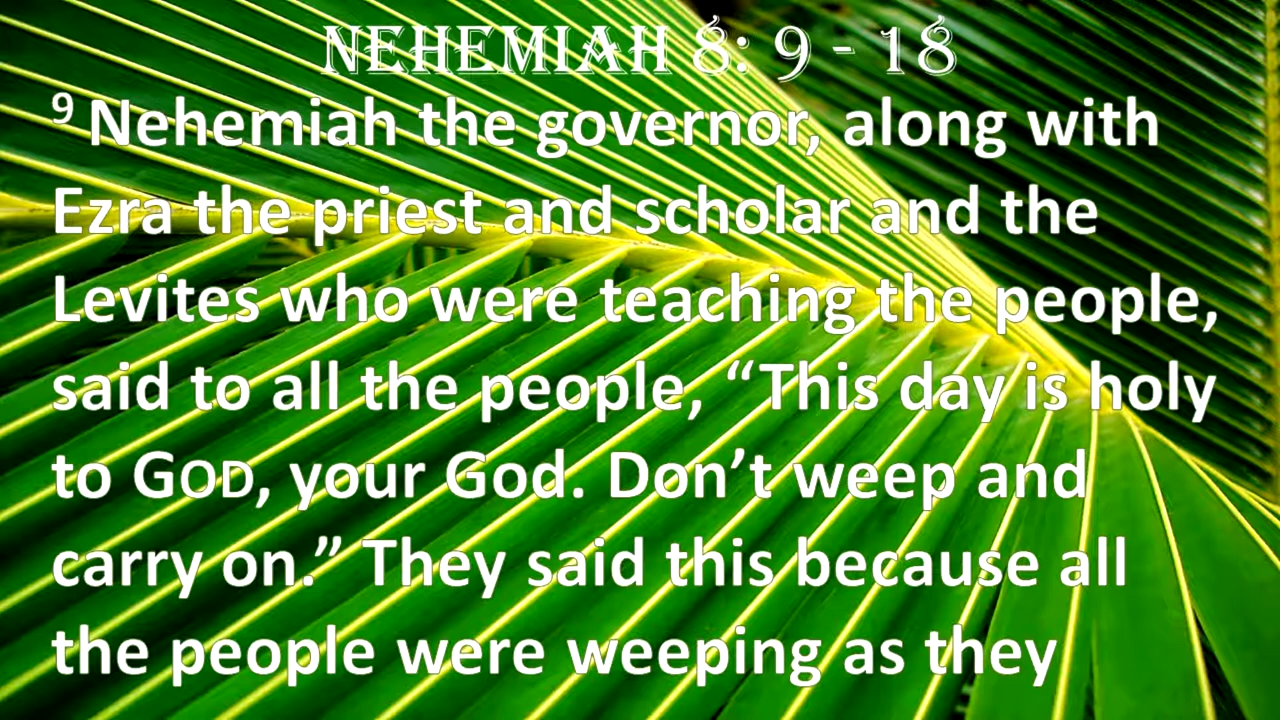 NEHEMIAH 8: 9 - 18
9 Nehemiah the governor, along with
Ezra the priest and scholar and the
Levites who were teaching the people,
said to all the people, “This day is holy
to GOD, your God. Don’t weep and
carry on.” They said this because all
the people were weeping as they